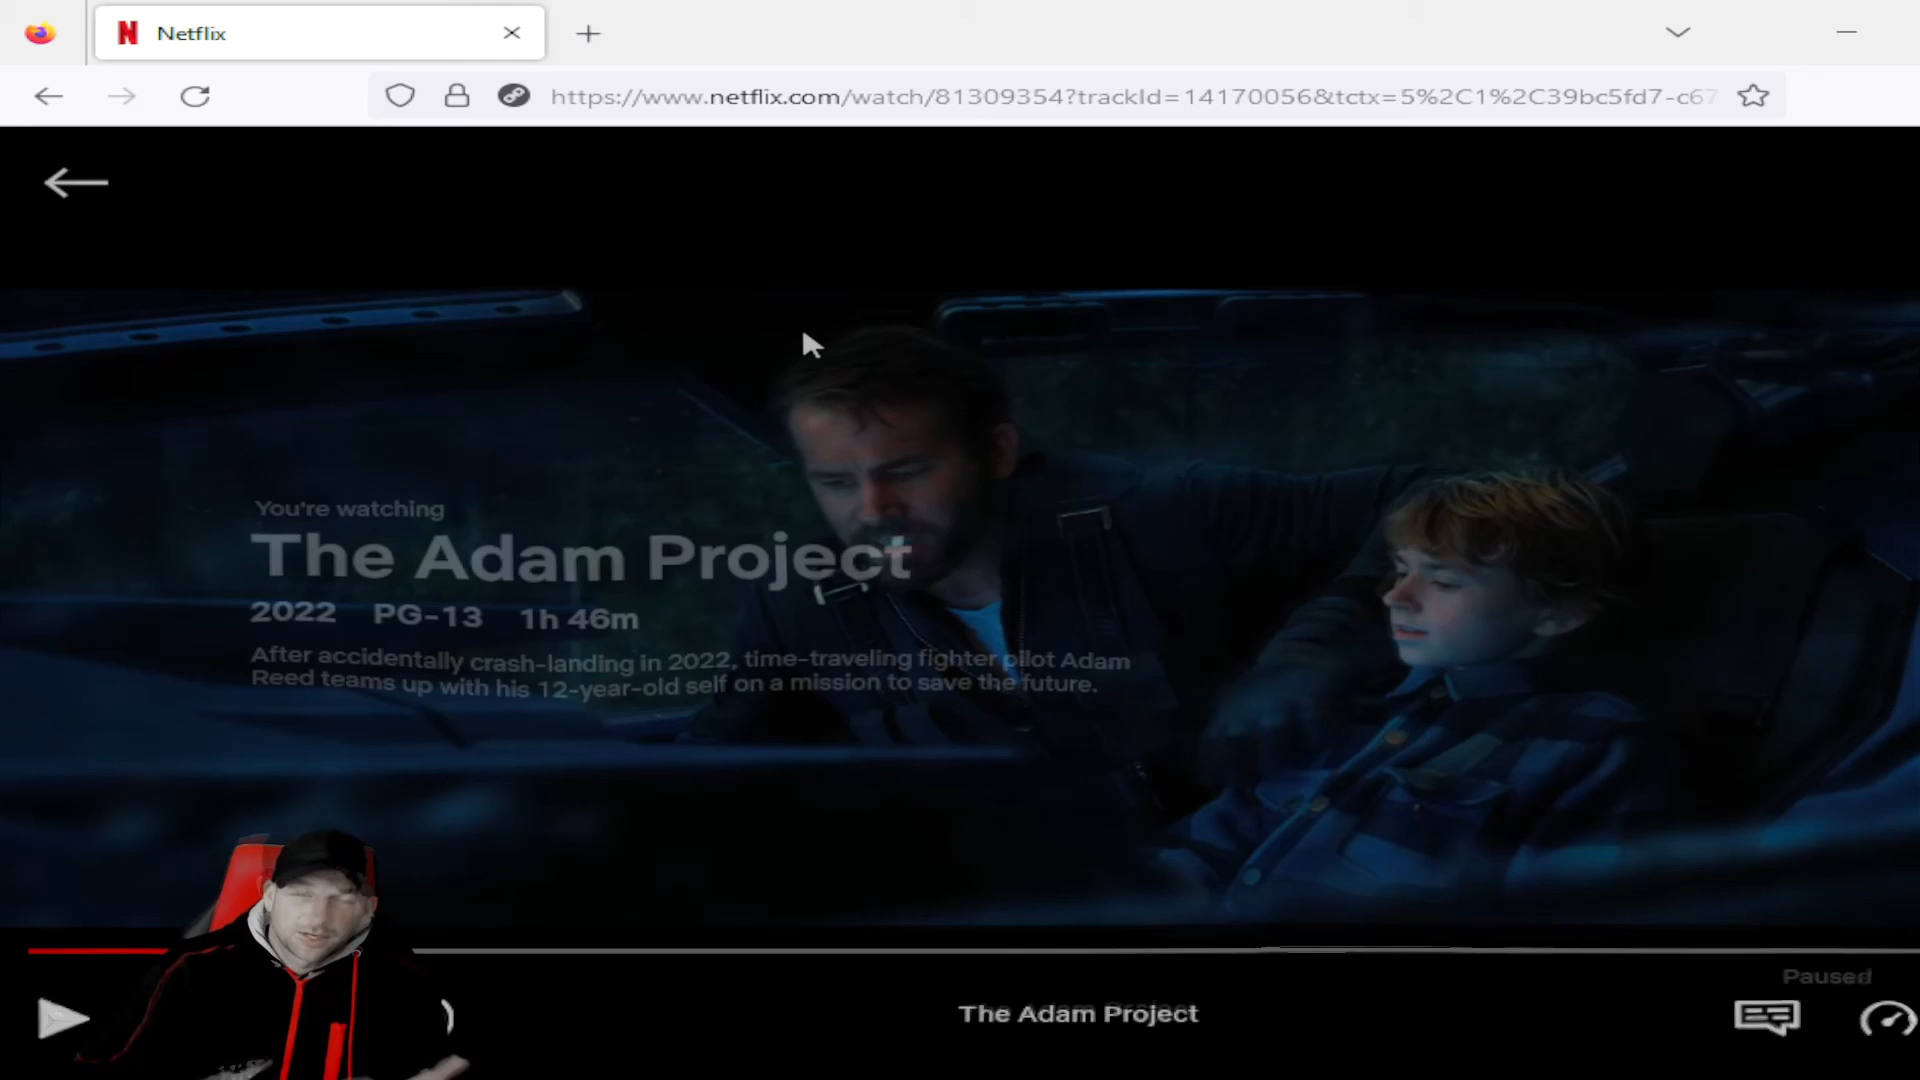 Netflix
https://www.netflix.com/watch/81309354?trackId=14170056&tctx=5%2C1%2C39bc5fd7-c67
You're watching
The Adam Project
2022 PG-13 1h 46m
After accidentally crash-landing in 2022, time-traveling fighter pilot Adam
Reed teams up with his 12-year-old self on a mission to save the future.
Paused
The Adam Project